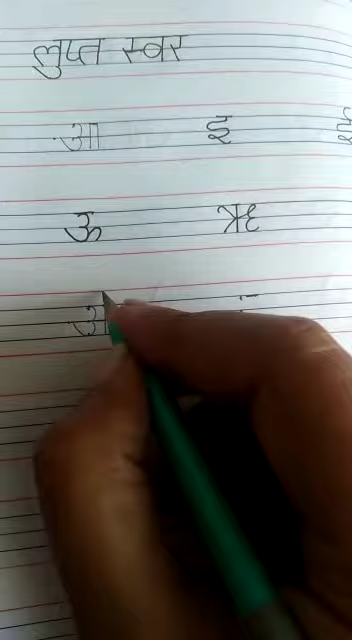 लुप्त स्वर
आ इ
ऊ ऋ